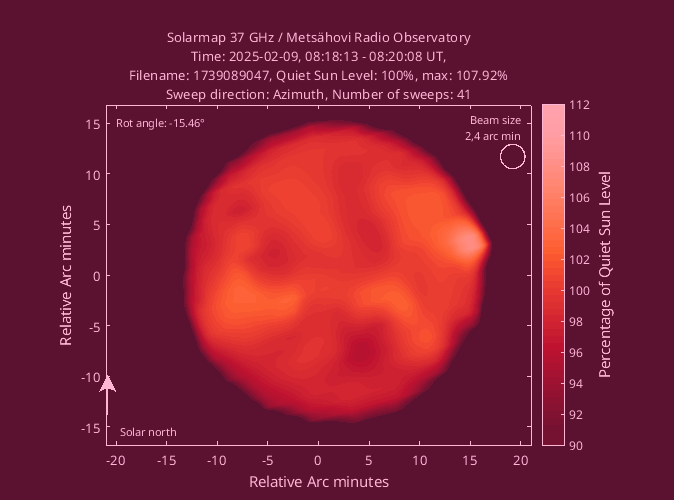 Solarmap 37 GHz / Metsähovi Radio Observatory
Time: 2025-02-09, 08:18:13 - 08:20:08 UT,
Filename: 1739089047, Quiet Sun Level: 100%, max: 107.92%
Sweep direction: Azimuth, Number of sweeps: 41
Rot angle: -15.46°
Beam size
2,4 arc min
Relative Arc minutes
15
10
5
0
-5
-10
-15
Solar north
-20
-15
-10
-5
0
5
10
15
20
Relative Arc minutes
112
110
108
106
104
102
100
98
96
94
92
90
Percentage of Quiet Sun Level